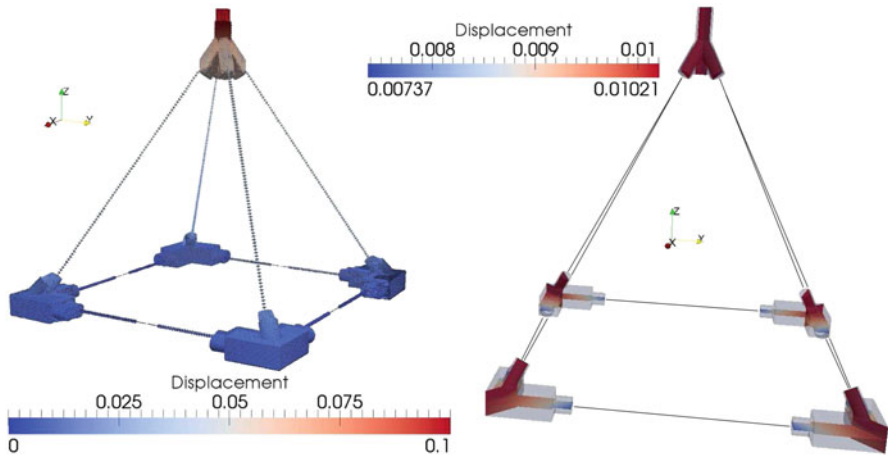 Displacement
0.008 0.009 0.01
0.00737 0.01021
Z
X Y
Z
X Y
Displacement
0.025 0.05 0.075
0 0.1